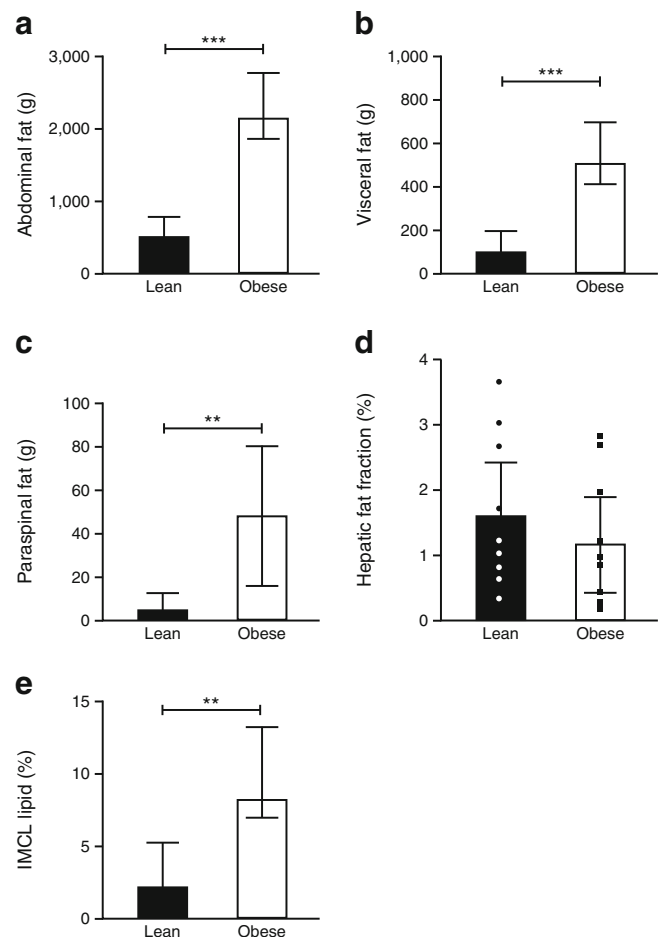 a
***
3,000
2,000
1,000
0
Abdominal fat (g)
Lean Obese
b
***
1,000
800
600
400
200
0
Visceral fat (g)
Lean Obese
c
**
100
80
60
40
20
0
Paraspinal fat (g)
Lean Obese
d
4
3
2
1
0
Hepatic fat fraction (%)
Lean Obese
e
**
15
10
5
0
IMCL lipid (%)
Lean Obese